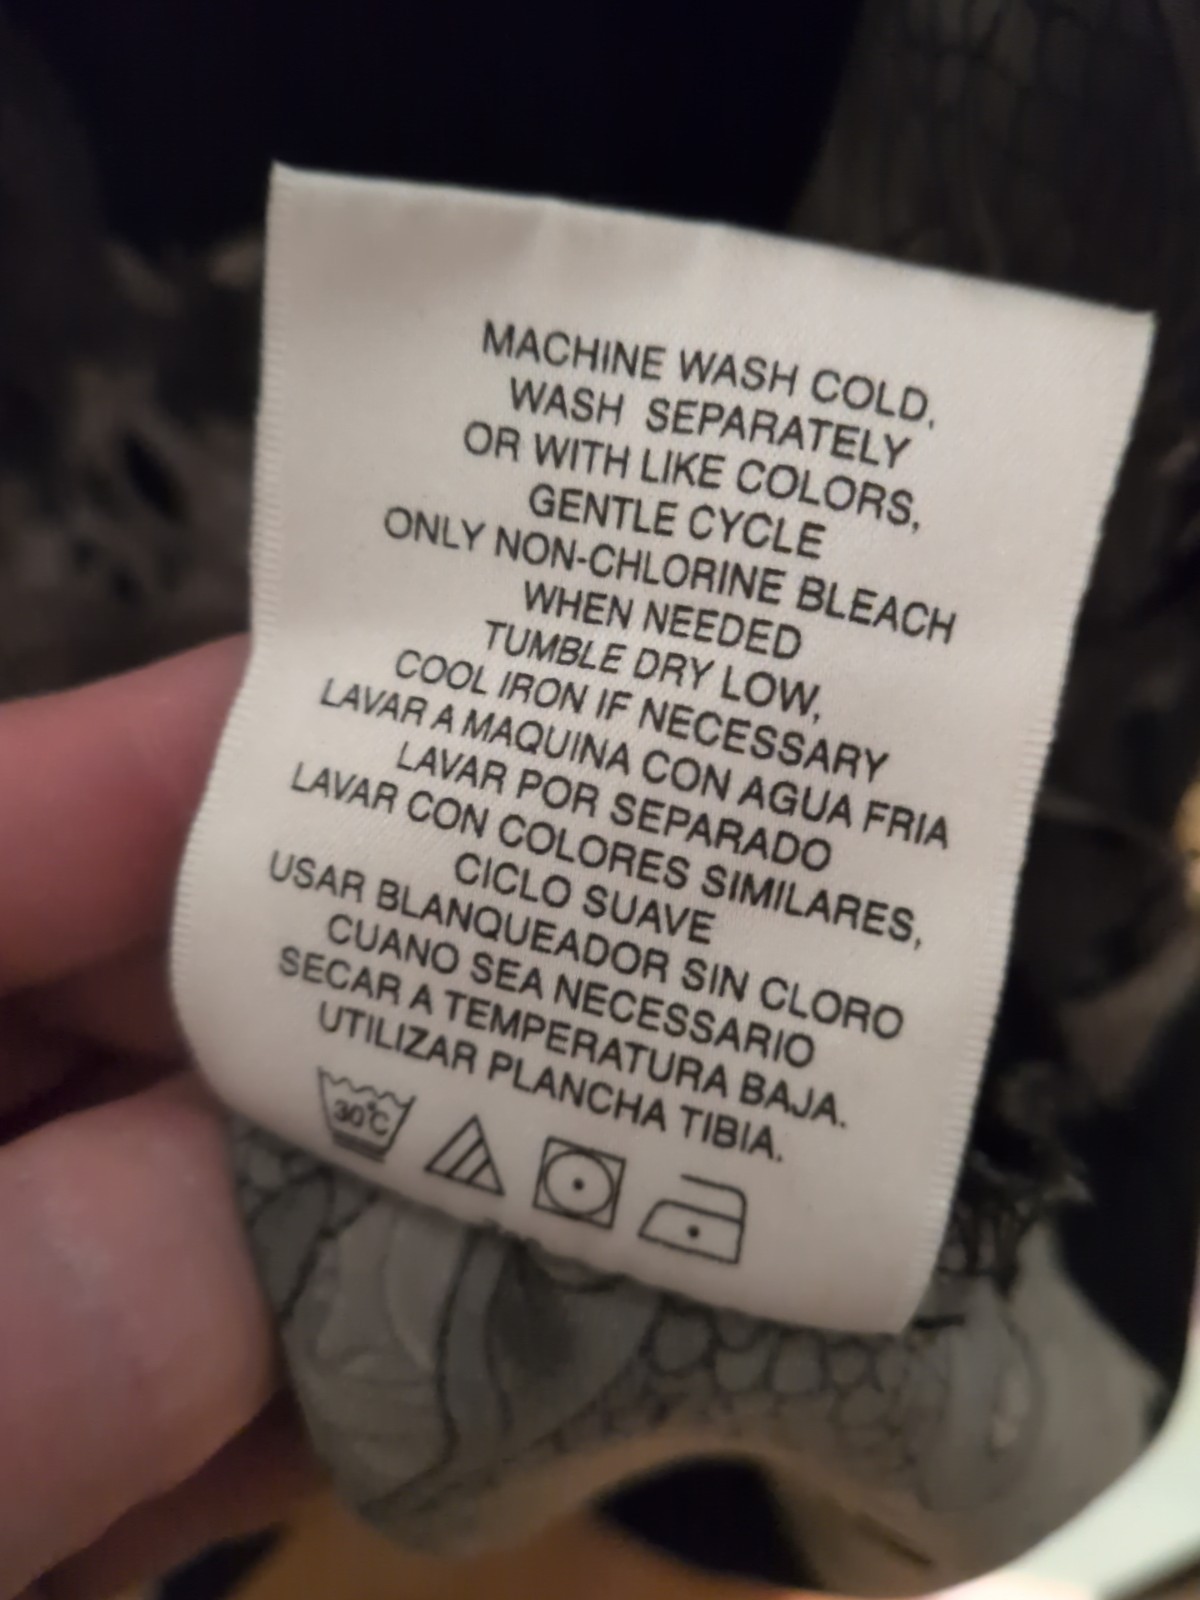 MACHINE WASH COLD.
WASH SEPARATELY
OR WITH LIKE COLORS,
GENTLE CYCLE
ONLY NON-CHLORINE BLEACH
WHEN NEEDED
TUMBLE DRY LOW,
COOL IRON IF NECESSARY
LAVAR A MAQUINA CON AGUA FRIA
LAVAR POR SEPARADO
LAVAR CON COLORES SIMILARES,
CICLO SUAVE
USAR BLANQUEADOR SIN CLORO
CUANO SEA NECESSARIO
SECAR A TEMPERATURA BAJA.
UTILIZAR PLANCHA TIBIA.
30°C